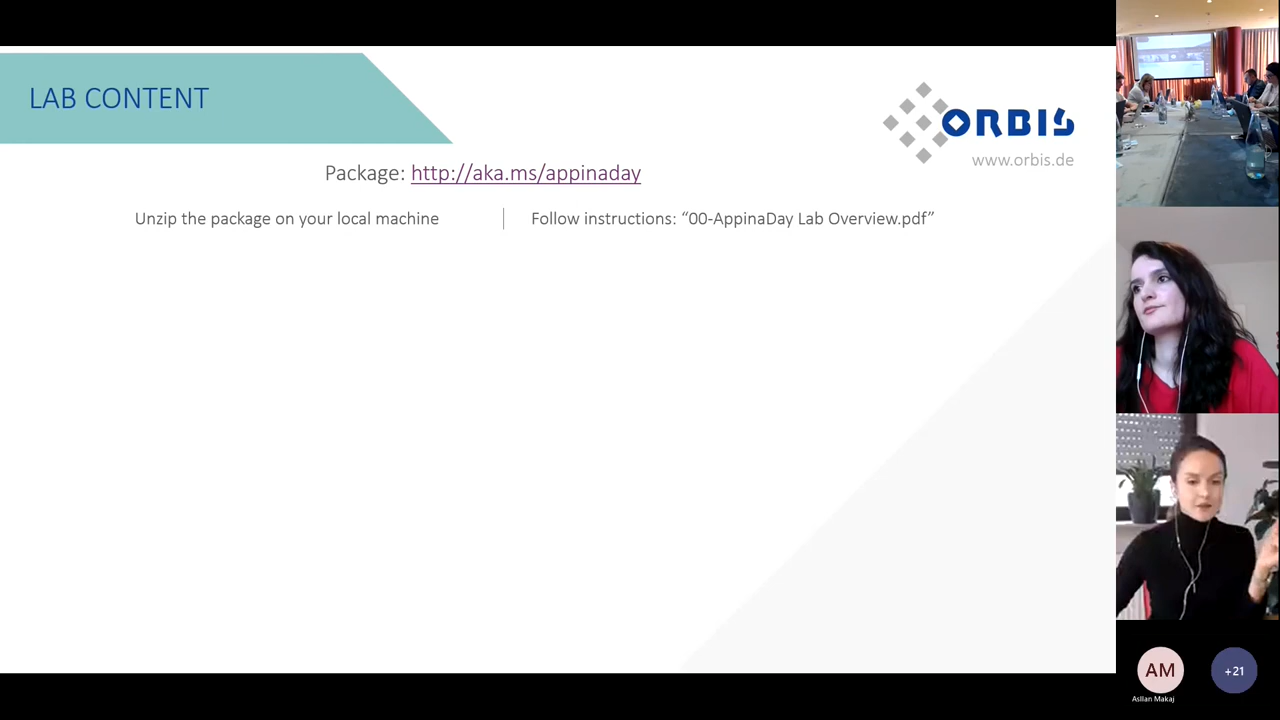 LAB CONTENT
ORBIS
www.orbis.de
Package: http://aka.ms/appinaday
Unzip the package on your local machine
Follow instructions: “00-AppinaDay Lab Overview.pdf”
AM
+21
Asllan Makaj